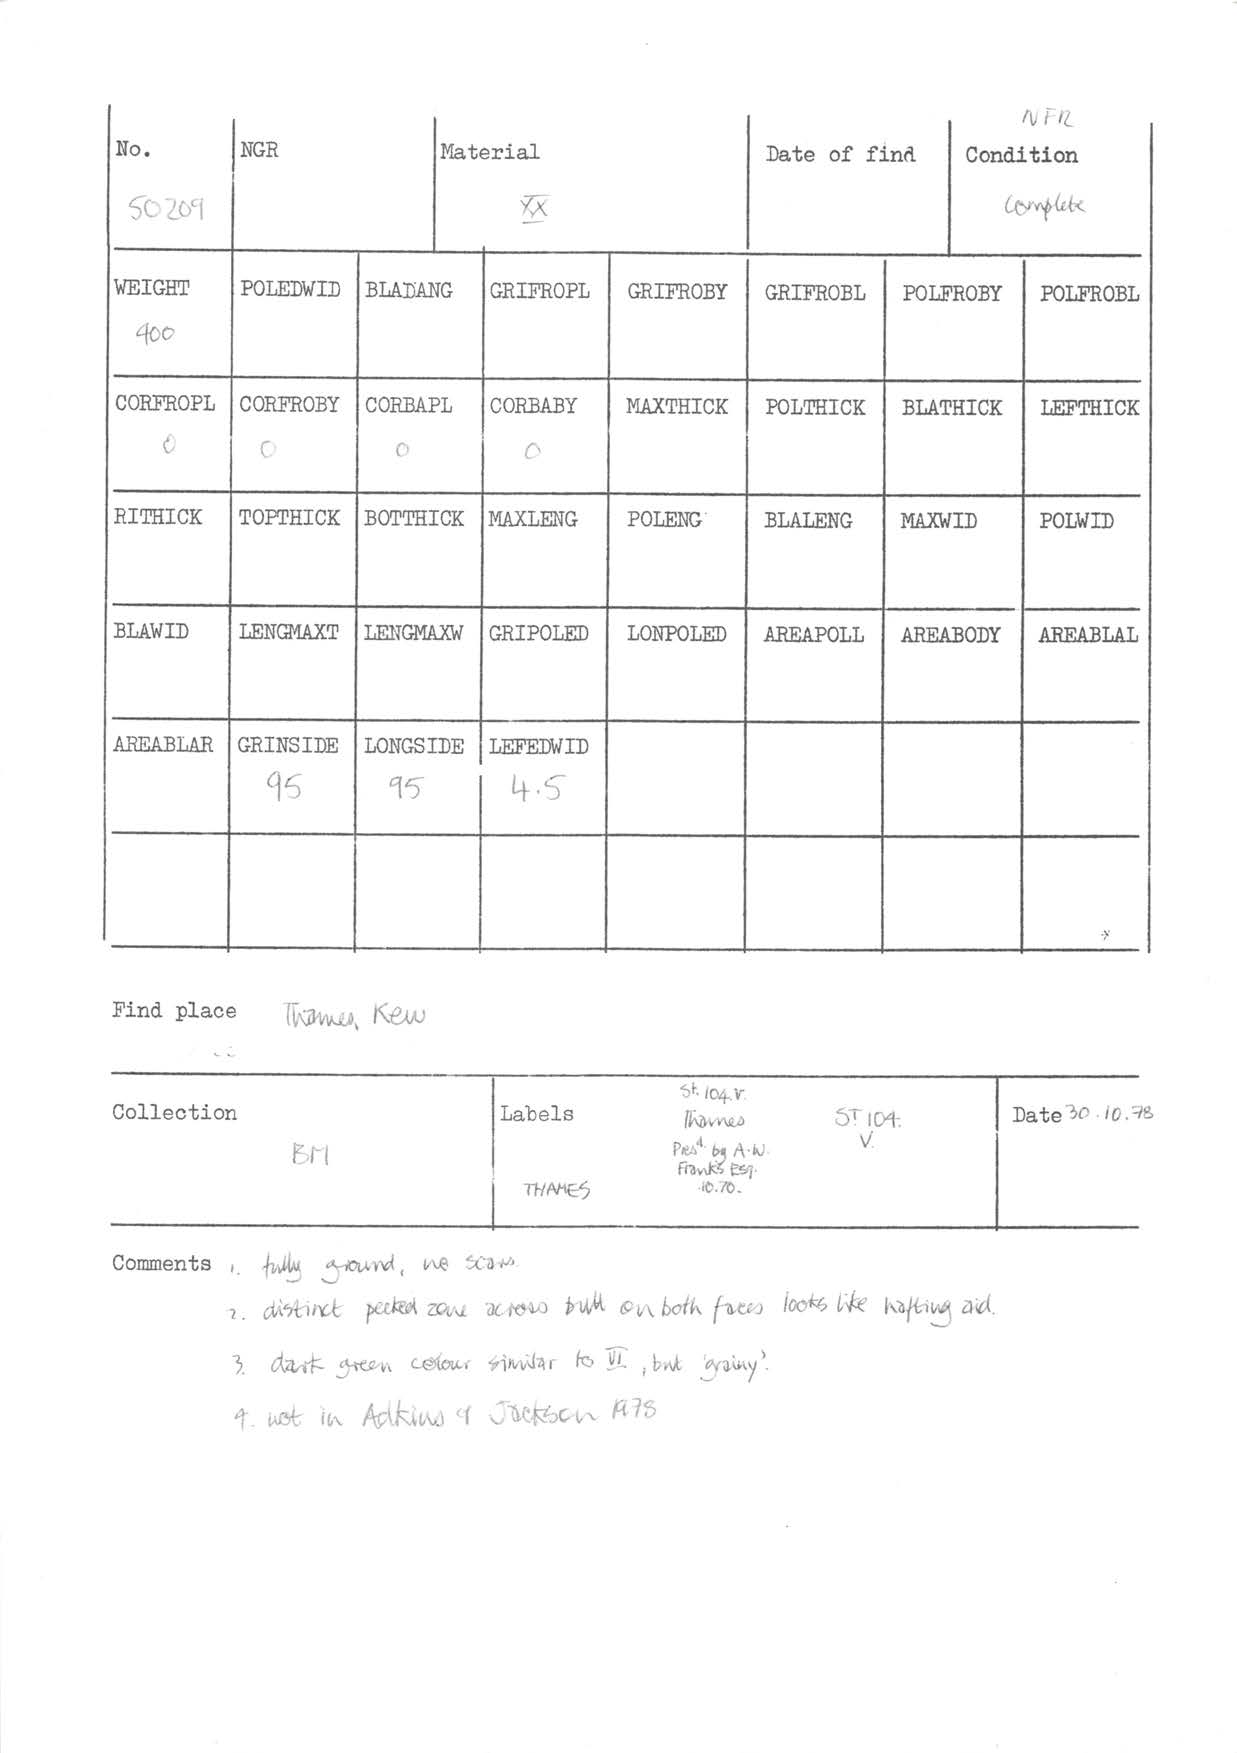 NFR
No. NGR Material Date of find Condition
50209 XX Complete
WEIGHT POLEDWID BLADANG GRIFROPL GRIFROBY GRIFROBL POLFROBY POLFROBL
400
CORFROPL CORFROBY CORBAPL CORBABY MAXTHICK POLTHICK BLATHICK LEFTHICK
0 0 0 0
RITHICK TOPTHICK BOTTHICK MAXLENG POLENG BLALENG MAXWID POLWID
BLAWID LENGMAXT LENGMAXW GRIPOLED LONPOLED AREAPOLL AREABODY AREABLAL
AREABLAR GRINSIDE LONGSIDE LEFEDWID
95 95 4.5
Find place Thames, Kew
Collection
BM
Labels
THAMES
St. 104.V.
Thames
Presd. by A.W.
Franks Esq.
10.70.
ST 104.
V.
Date 30.10.78
Comments 1. fully ground, no scars.
2. distinct pecked zone across butt on both faces looks like hafting aid.
3. dark green colour similar to VI, but 'grainy'.
4. not in Adkins & Jackson 1978